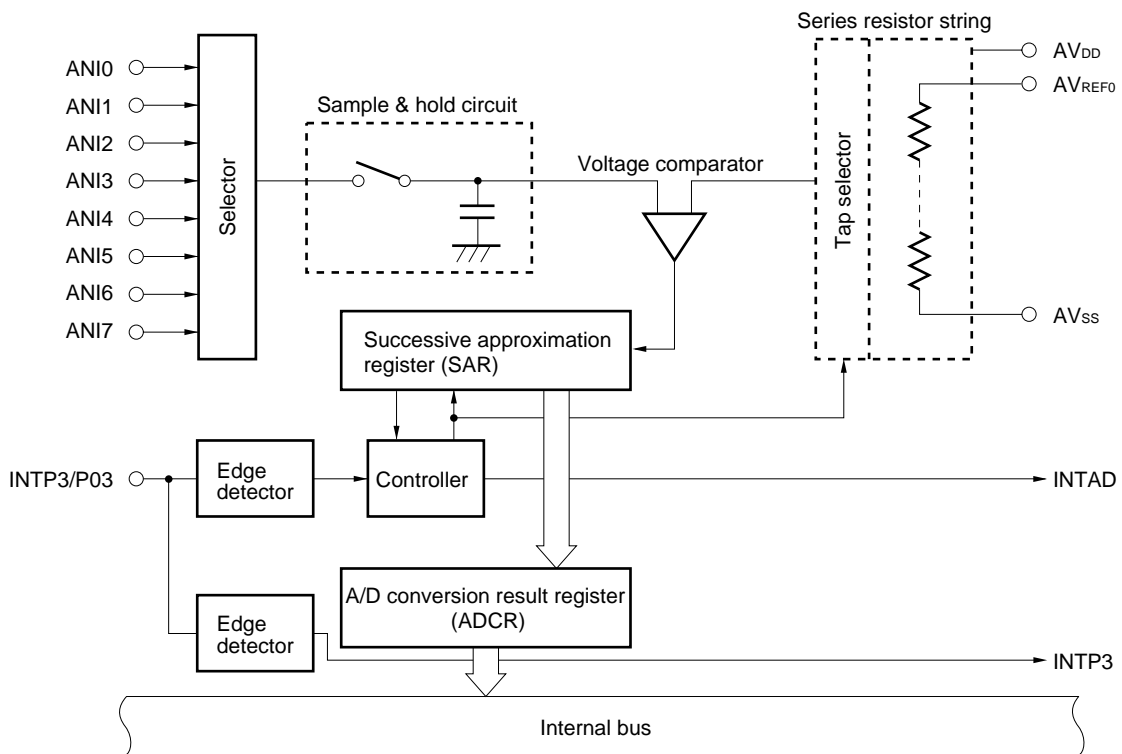 Series resistor string
ANI0
ANI1
ANI2
ANI3
ANI4
ANI5
ANI6
ANI7
Selector
Sample & hold circuit
Voltage comparator
Tap selector
AVDD
AVREF0
AVSS
Successive approximation
register (SAR)
INTP3/P03
Edge
detector
Controller
INTAD
A/D conversion result register
(ADCR)
Edge
detector
INTP3
Internal bus